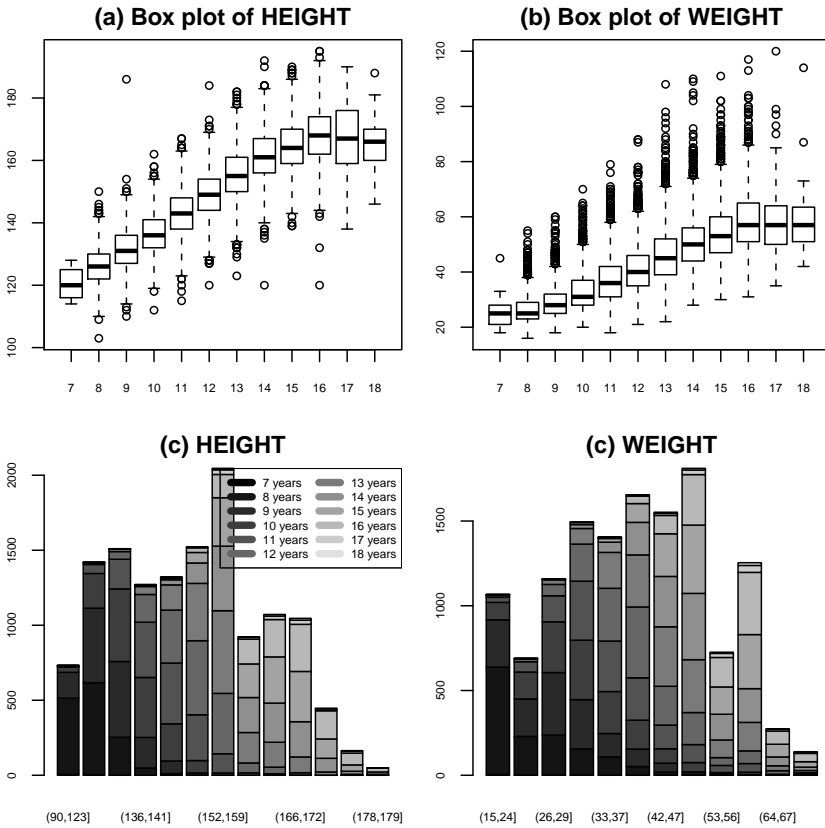 (a) Box plot of HEIGHT
100 120 140 160 180
7 8 9 10 11 12 13 14 15 16 17 18
(b) Box plot of WEIGHT
20 40 60 80 100 120
7 8 9 10 11 12 13 14 15 16 17 18
(c) HEIGHT
0 500 1000 1500 2000
7 years
8 years
9 years
10 years
11 years
12 years
13 years
14 years
15 years
16 years
17 years
18 years
(90,123] (136,141] (152,159] (166,172] (178,179]
(c) WEIGHT
0 500 1000 1500
(15,24] (26,29] (33,37] (42,47] (53,56] (64,67]